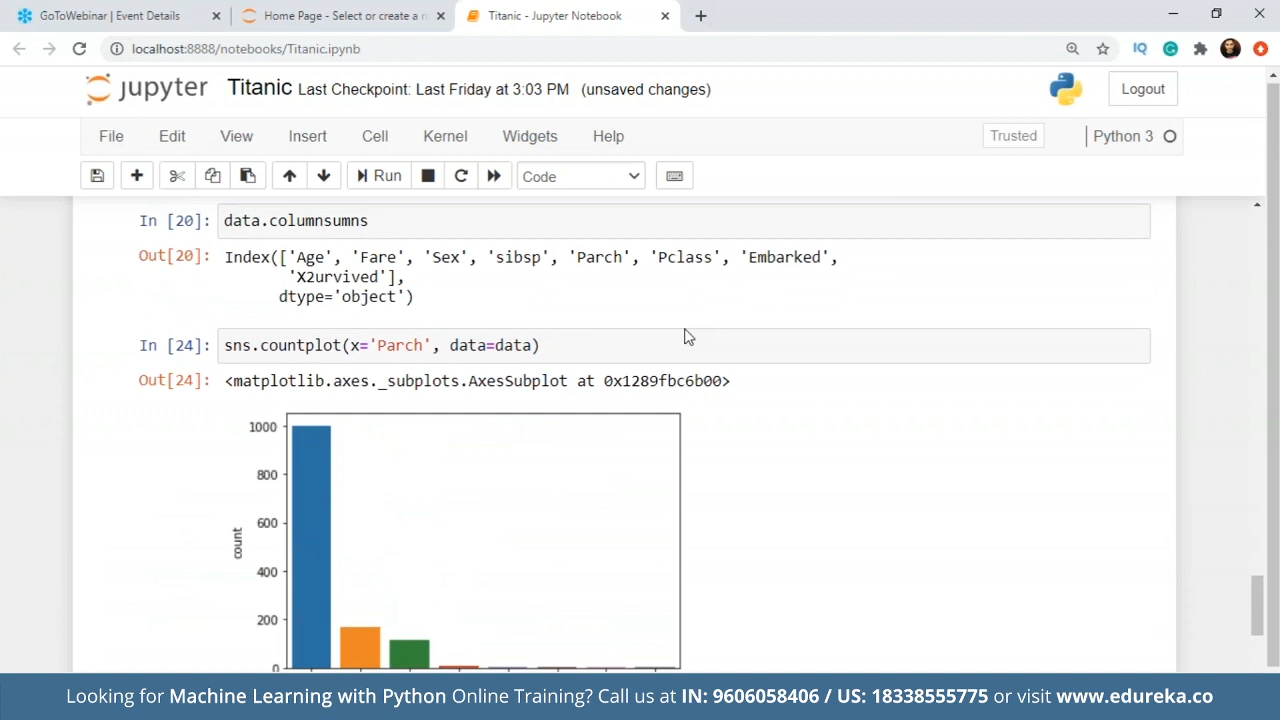 GoToWebinar | Event Details
Home Page - Select or create a n
Titanic - Jupyter Notebook
localhost:8888/notebooks/Titanic.ipynb
IQ
jupyter Titanic Last Checkpoint: Last Friday at 3:03 PM (unsaved changes)
Logout
File Edit View Insert Cell Kernel Widgets Help
Trusted
Python 3
Run
Code
In [20]: data.columnsumns
Out[20]: Index(['Age', 'Fare', 'Sex', 'sibsp', 'Parch', 'Pclass', 'Embarked',
'X2urvived'],
dtype='object')
In [24]: sns.countplot(x='Parch', data=data)
Out[24]: <matplotlib.axes._subplots.AxesSubplot at 0x1289fbc6b00>
1000
800
600
count
400
200
0
Looking for Machine Learning with Python Online Training? Call us at IN: 9606058406 / US: 18338555775 or visit www.edureka.co